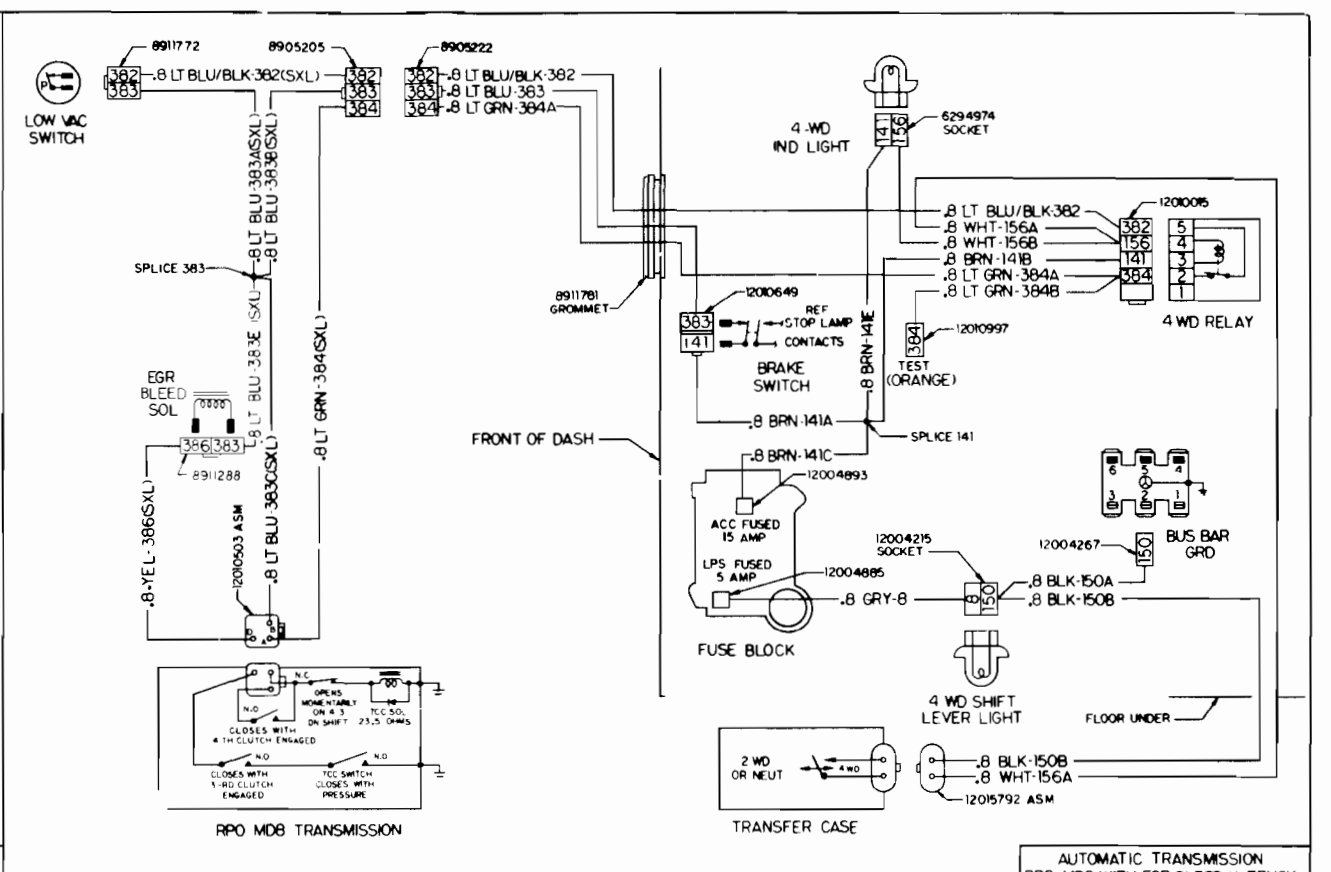 8911772
8905205
8905222
382
383
.8 LT BLU/BLK-382(SXL)
382
383
384
382
383
384
.8 LT BLU/BLK-382
.8 LT BLU-383
.8 LT GRN-384A
P
LOW VAC
SWITCH
.8 LT BLU-383A(SXL)
.8 LT BLU-383B(SXL)
SPLICE 383
.8 LT BLU-383E (SXL)
.8 LT GRN-384(SXL)
EGR
BLEED
SOL
386
383
8911288
.8-YEL-386(SXL)
12010503 ASM
.8 LT BLU-383C(SXL)
4-WD
IND LIGHT
141
156
6294974
SOCKET
.8 LT BLU/BLK-382
.8 WHT-156A
.8 WHT-156B
.8 BRN-141B
.8 LT GRN-384A
.8 LT GRN-384B
12010015
382
156
141
384
5
4
3
2
1
4 WD RELAY
8911781
GROMMET
12010649
383
141
REF
STOP LAMP
CONTACTS
BRAKE
SWITCH
.8 BRN-141E
384
12010997
TEST
(ORANGE)
.8 BRN-141A
SPLICE 141
FRONT OF DASH
.8 BRN-141C
12004893
ACC FUSED
15 AMP
LPS FUSED
5 AMP
12004885
.8 GRY-8
FUSE BLOCK
12004215
SOCKET
8
150
4 WD SHIFT
LEVER LIGHT
6
5
4
3
2
1
BUS BAR
GRD
12004267
150
.8 BLK-150A
.8 BLK-150B
FLOOR UNDER
D
B
A
N.C
OPENS
MOMENTARILY
ON 4 3
DN SHIFT
TCC SOL
23.5 OHMS
N.O
CLOSES WITH
4 TH CLUTCH ENGAGED
N.O
CLOSES WITH
3-RD CLUTCH
ENGAGED
N.O
TCC SWITCH
CLOSES WITH
PRESSURE
RPO MD8 TRANSMISSION
2 WD
OR NEUT
4 WD
.8 BLK-150B
.8 WHT-156A
12015792 ASM
TRANSFER CASE
AUTOMATIC TRANSMISSION